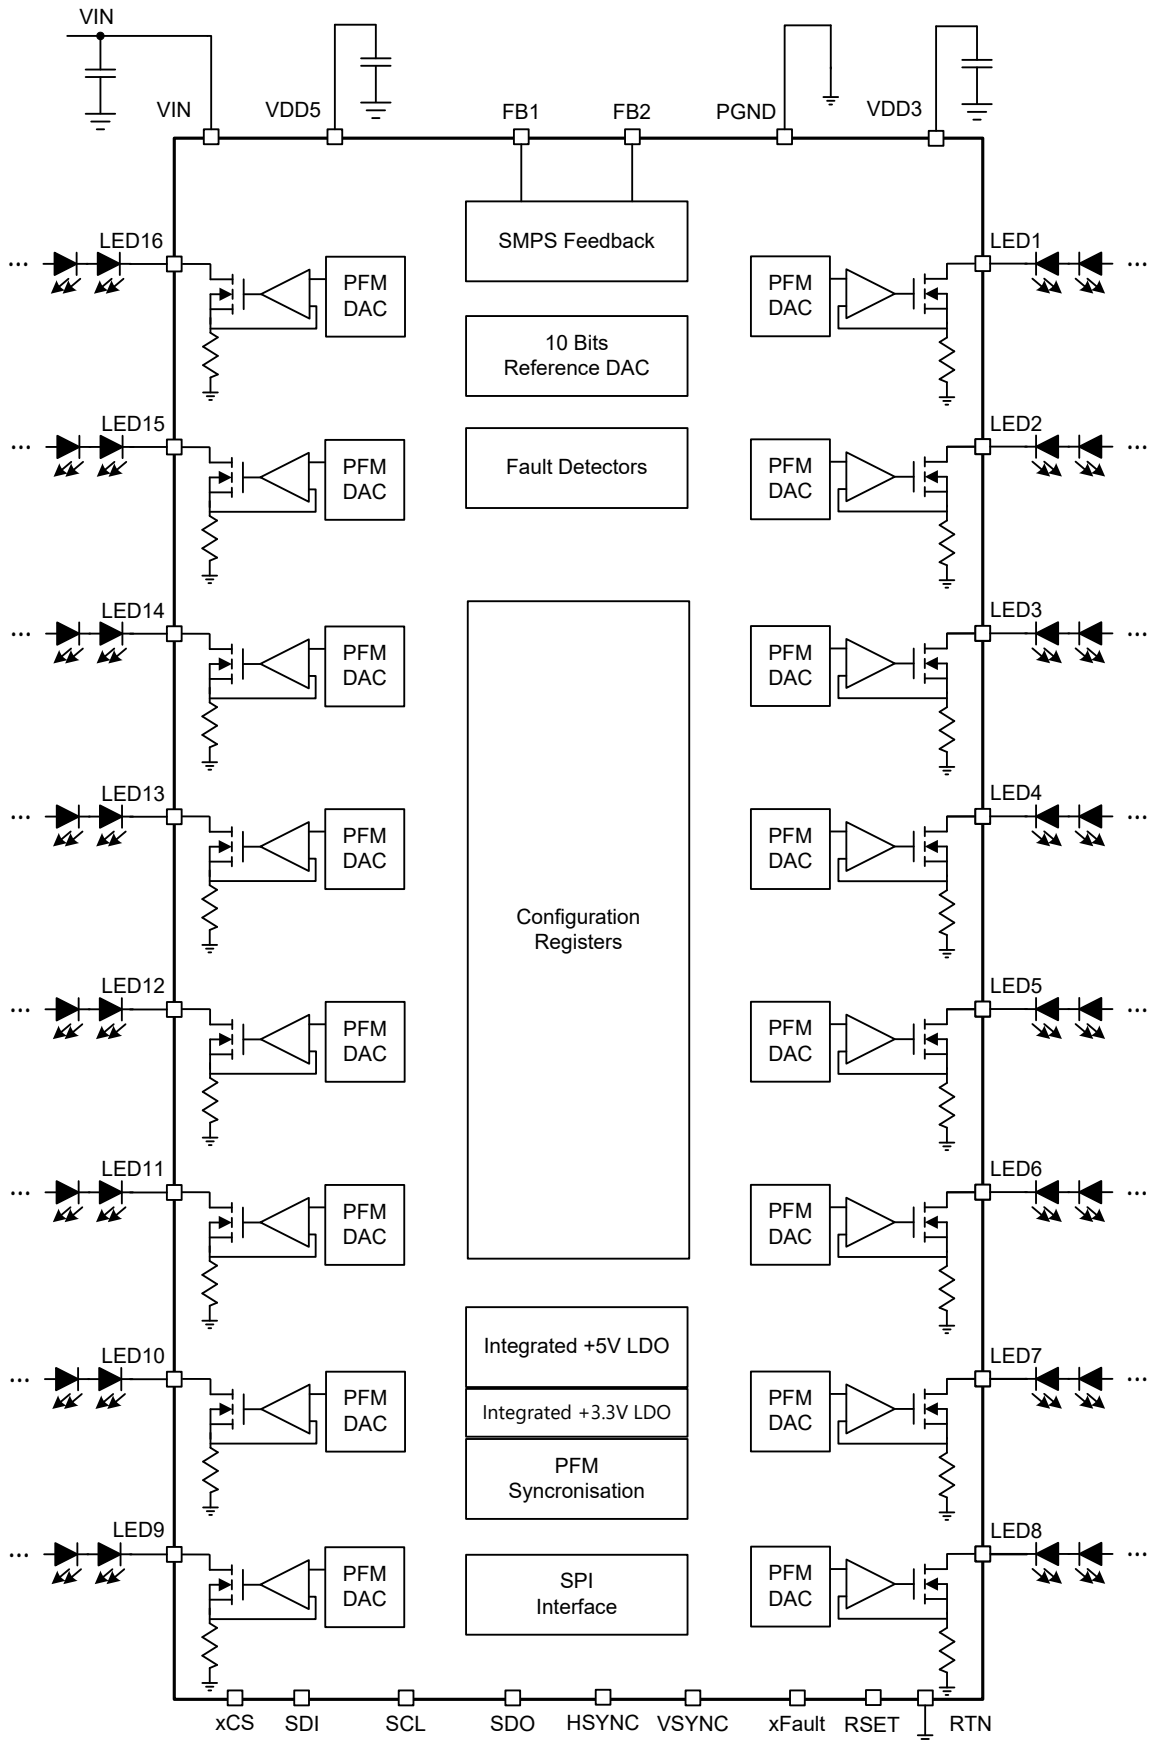 VIN
VIN
VDD5
FB1
FB2
PGND
VDD3
SMPS Feedback
LED16
LED1
...
...
PFM
DAC
PFM
DAC
10 Bits
Reference DAC
LED15
LED2
...
...
PFM
DAC
Fault Detectors
PFM
DAC
LED14
LED3
...
...
PFM
DAC
PFM
DAC
LED13
LED4
...
...
PFM
DAC
PFM
DAC
Configuration
Registers
LED12
LED5
...
...
PFM
DAC
PFM
DAC
LED11
LED6
...
...
PFM
DAC
PFM
DAC
Integrated +5V LDO
LED10
LED7
...
...
PFM
DAC
Integrated +3.3V LDO
PFM
DAC
PFM
Syncronisation
LED9
LED8
...
...
PFM
DAC
SPI
Interface
PFM
DAC
xCS
SDI
SCL
SDO
HSYNC
VSYNC
xFault
RSET
RTN